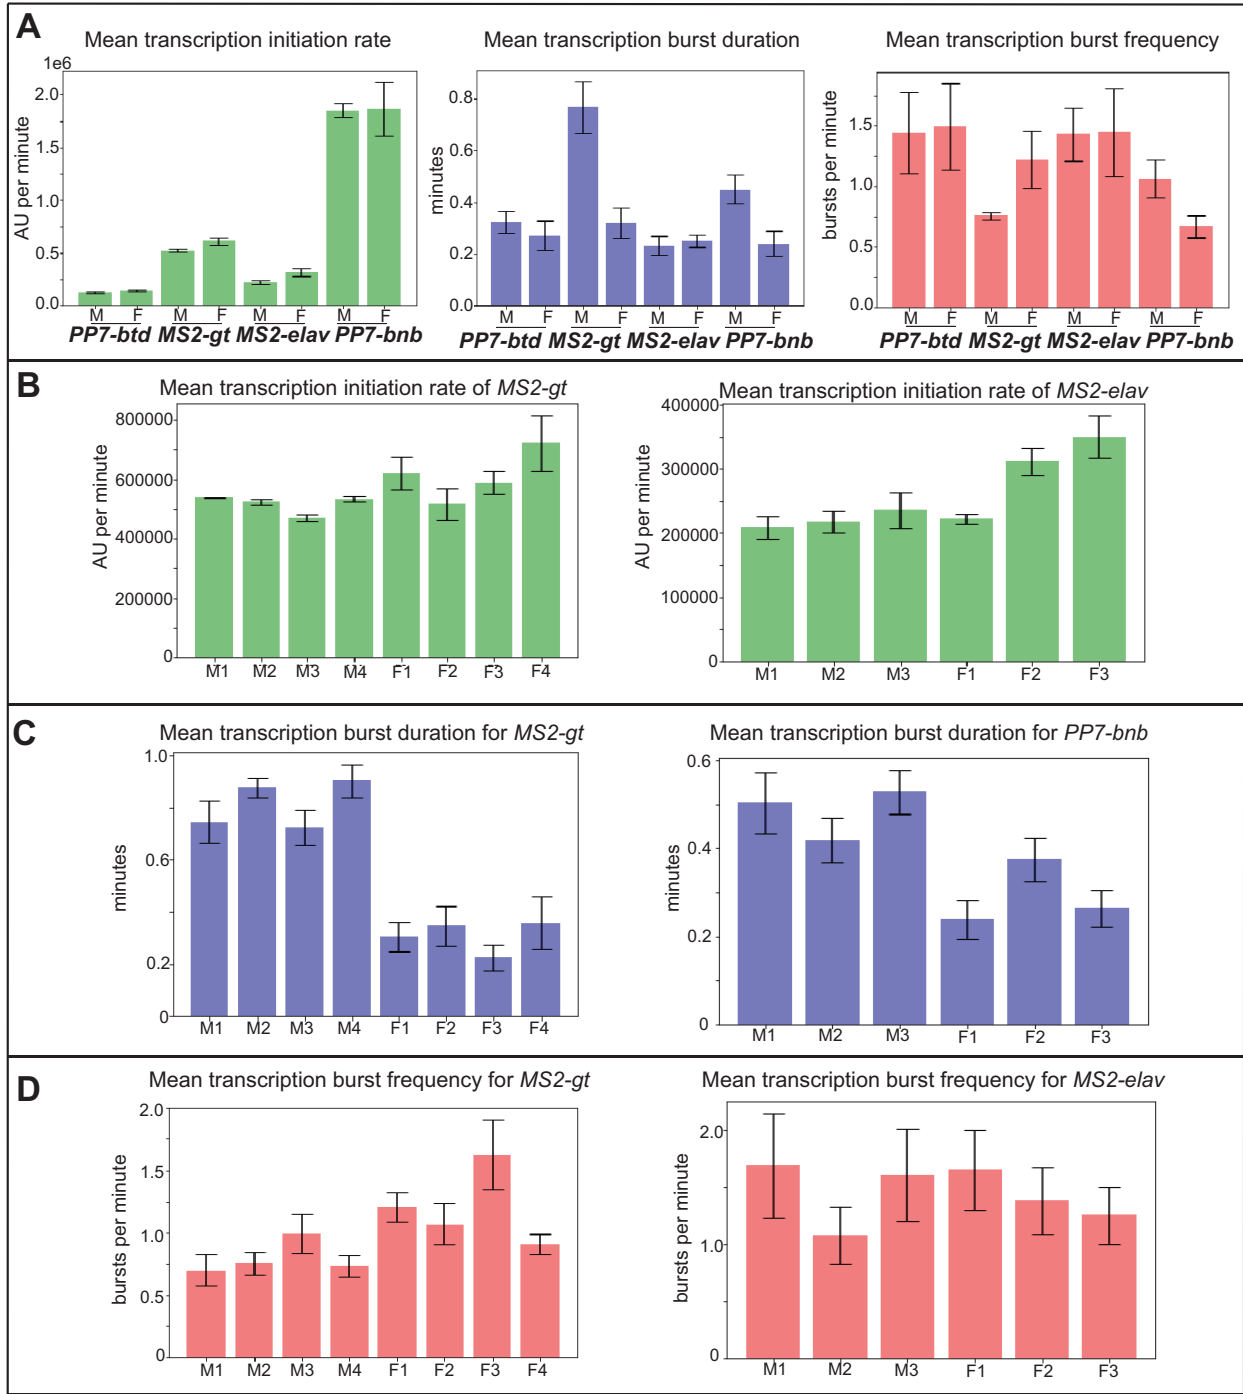 A
Mean transcription initiation rate
1e6
AU per minute
2.0
1.5
1.0
0.5
0.0
M F M F M F M F
PP7-btd MS2-gt MS2-elav PP7-bnb
Mean transcription burst duration
minutes
0.8
0.6
0.4
0.2
0.0
M F M F M F M F
PP7-btd MS2-gt MS2-elav PP7-bnb
Mean transcription burst frequency
bursts per minute
1.5
1.0
0.5
0.0
M F M F M F M F
PP7-btd MS2-gt MS2-elav PP7-bnb
B
Mean transcription initiation rate of MS2-gt
AU per minute
800000
600000
400000
200000
0
M1 M2 M3 M4 F1 F2 F3 F4
Mean transcription initiation rate of MS2-elav
AU per minute
400000
300000
200000
100000
0
M1 M2 M3 F1 F2 F3
C
Mean transcription burst duration for MS2-gt
minutes
1.0
0.6
0.2
0
M1 M2 M3 M4 F1 F2 F3 F4
Mean transcription burst duration for PP7-bnb
minutes
0.6
0.4
0.2
0
M1 M2 M3 F1 F2 F3
D
Mean transcription burst frequency for MS2-gt
bursts per minute
2.0
1.5
1.0
0.5
0
M1 M2 M3 M4 F1 F2 F3 F4
Mean transcription burst frequency for MS2-elav
bursts per minute
2.0
1.0
0
M1 M2 M3 F1 F2 F3